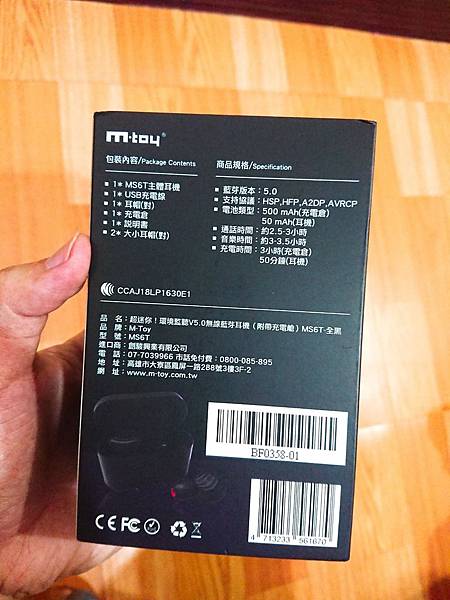 m·toy®
包裝內容/Package Contents
■ 1* MS6T主體耳機
■ 1* USB充電線
■ 1* 耳帽(對)
■ 1* 充電倉
■ 1* 說明書
■ 2* 大小耳帽(對)
商品規格/Specification
■ 藍芽版本：5.0
■ 支持協議：HSP,HFP,A2DP,AVRCP
■ 電池類型：500 mAh(充電倉)
50 mAh(耳機)
■ 通話時間：約2.5-3小時
■ 音樂時間：約3-3.5小時
■ 充電時間：3小時(充電倉)
50分鐘(耳機)
CCAJ18LP1630E1
品 名：超迷你！環境監聽V5.0無線藍芽耳機（附帶充電艙）MS6T-全黑
品 牌：M-Toy
型 號：MS6T
進口商：創駿興業有限公司
電 話：07-7039966 市話免付費：0800-085-895
地 址：高雄市大寮區鳳屏一路288號3樓3F-2
網 址：www.m-toy.com.tw
BF0358-01
CE FC
4 713233 561670